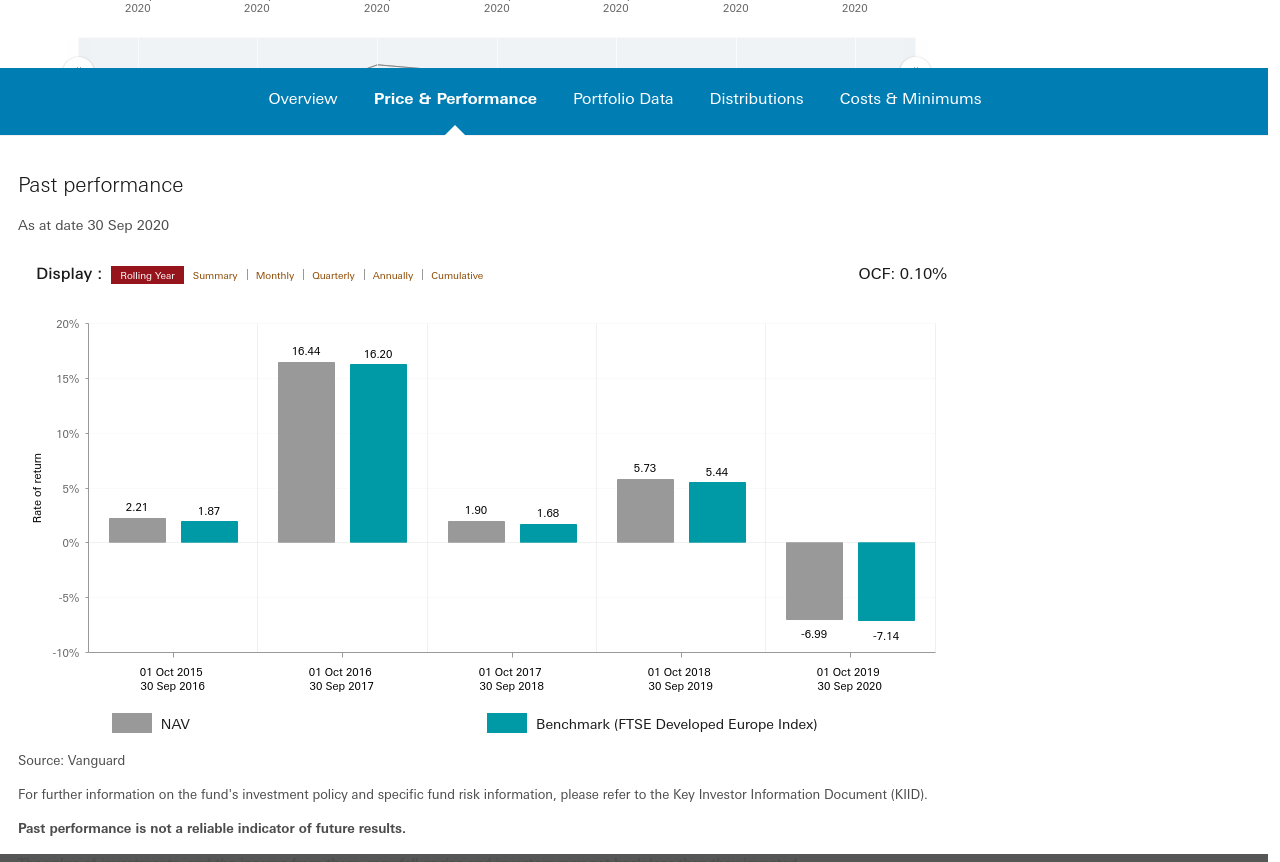 2020 2020 2020 2020 2020 2020 2020
Overview Price & Performance Portfolio Data Distributions Costs & Minimums
Past performance
As at date 30 Sep 2020
Display : Rolling Year Summary Monthly Quarterly Annually Cumulative OCF: 0.10%
20%
15%
10%
5%
0%
-5%
-10%
Rate of return
2.21 1.87
16.44 16.20
1.90 1.68
5.73 5.44
-6.99 -7.14
01 Oct 2015 01 Oct 2016 01 Oct 2017 01 Oct 2018 01 Oct 2019
30 Sep 2016 30 Sep 2017 30 Sep 2018 30 Sep 2019 30 Sep 2020
NAV Benchmark (FTSE Developed Europe Index)
Source: Vanguard
For further information on the fund's investment policy and specific fund risk information, please refer to the Key Investor Information Document (KIID).
Past performance is not a reliable indicator of future results.